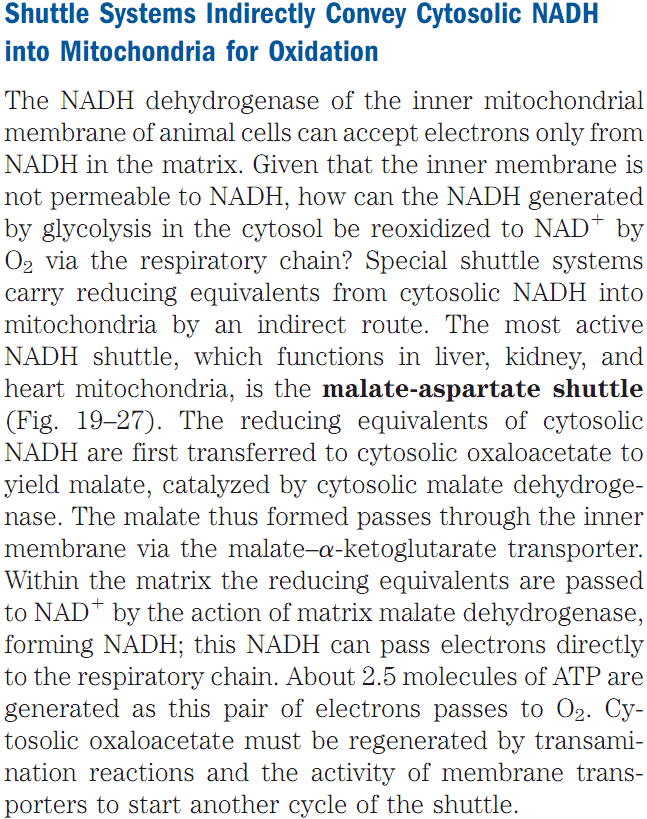 Shuttle Systems Indirectly Convey Cytosolic NADH
into Mitochondria for Oxidation
The NADH dehydrogenase of the inner mitochondrial
membrane of animal cells can accept electrons only from
NADH in the matrix. Given that the inner membrane is
not permeable to NADH, how can the NADH generated
by glycolysis in the cytosol be reoxidized to NAD⁺ by
O₂ via the respiratory chain? Special shuttle systems
carry reducing equivalents from cytosolic NADH into
mitochondria by an indirect route. The most active
NADH shuttle, which functions in liver, kidney, and
heart mitochondria, is the malate-aspartate shuttle
(Fig. 19–27). The reducing equivalents of cytosolic
NADH are first transferred to cytosolic oxaloacetate to
yield malate, catalyzed by cytosolic malate dehydroge-
nase. The malate thus formed passes through the inner
membrane via the malate–α-ketoglutarate transporter.
Within the matrix the reducing equivalents are passed
to NAD⁺ by the action of matrix malate dehydrogenase,
forming NADH; this NADH can pass electrons directly
to the respiratory chain. About 2.5 molecules of ATP are
generated as this pair of electrons passes to O₂. Cy-
tosolic oxaloacetate must be regenerated by transami-
nation reactions and the activity of membrane trans-
porters to start another cycle of the shuttle.